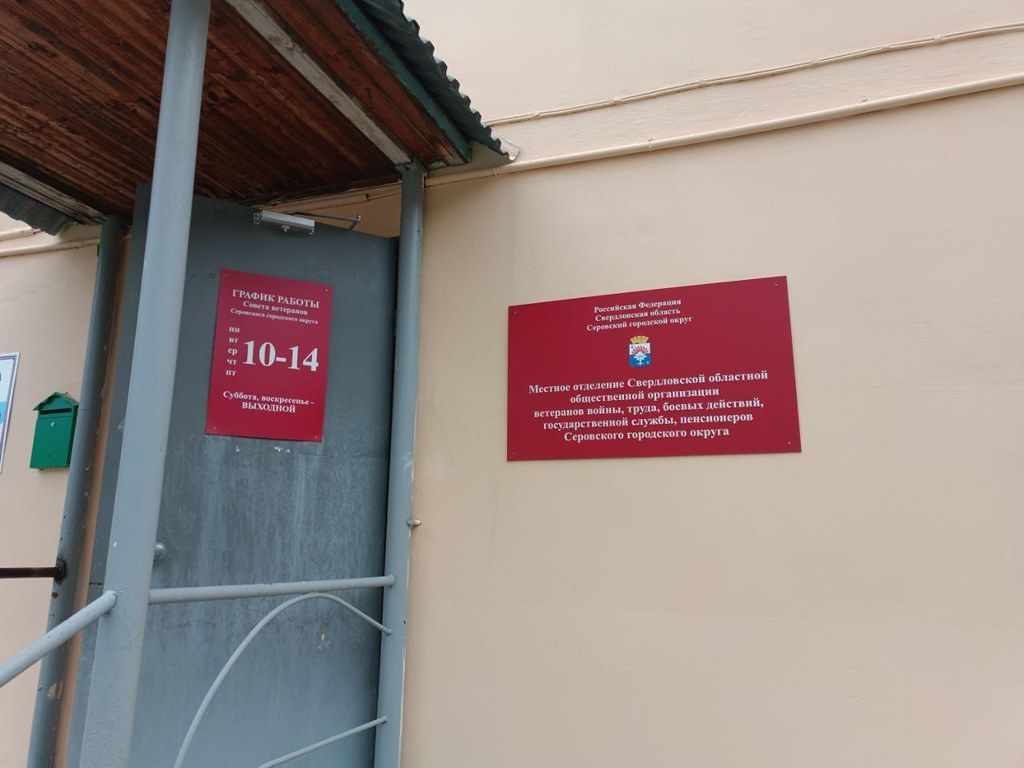 ГРАФИК РАБОТЫ
Совета ветеранов
Серовского городского округа
пн
вт
ср
чт
пт
10-14
Суббота, воскресенье -
ВЫХОДНОЙ
Российская Федерация
Свердловская область
Серовский городской округ
Местное отделение Свердловской областной
общественной организации
ветеранов войны, труда, боевых действий,
государственной службы, пенсионеров
Серовского городского округа